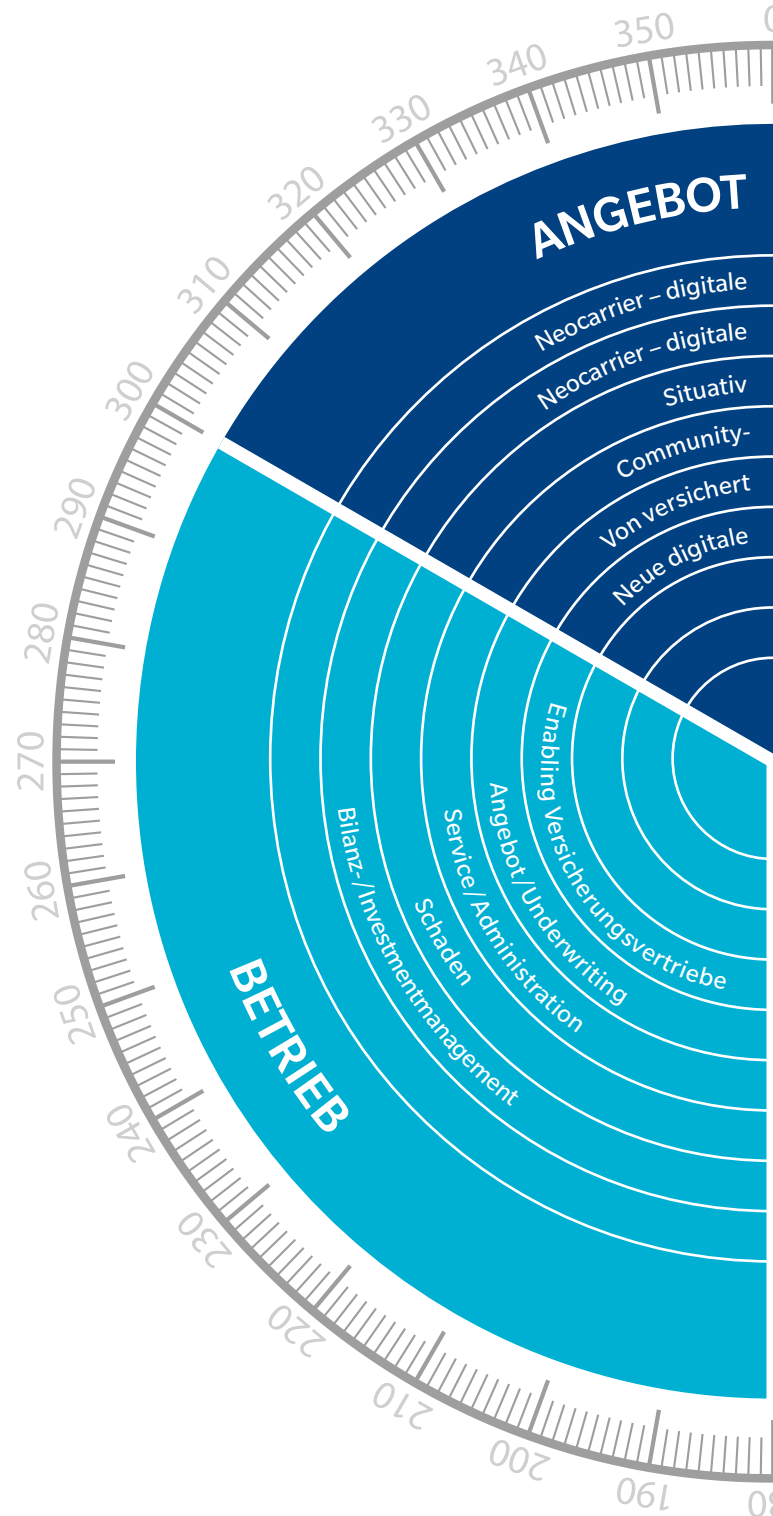 0
350
340
330
320
310
300
290
280
270
260
250
240
230
220
210
200
190
ANGEBOT
Neocarrier – digitale
Neocarrier – digitale
Situativ
Community-
Von versichert
Neue digitale
BETRIEB
Enabling Versicherungsvertriebe
Angebot/Underwriting
Service/Administration
Schaden
Bilanz-/Investmentmanagement